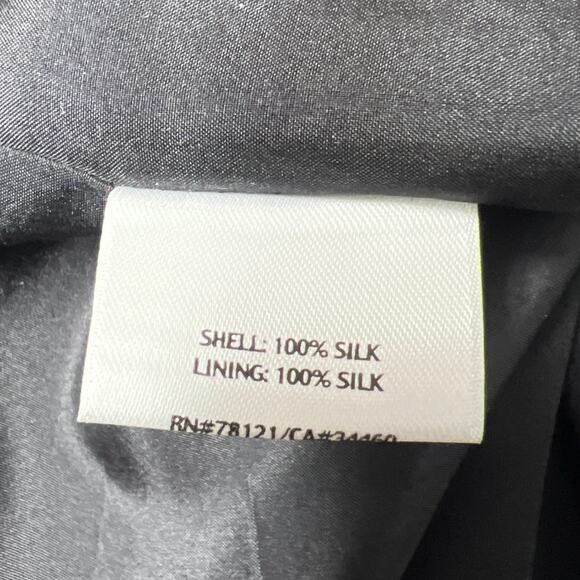 SHELL: 100% SILK
LINING: 100% SILK
RN#78121/CA#34460